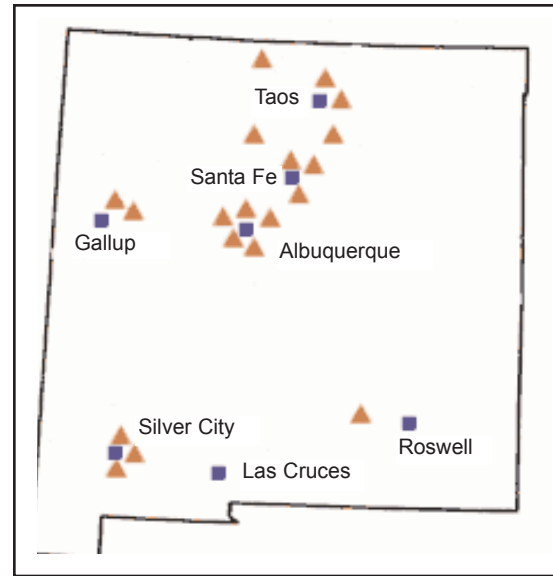 Taos
Santa Fe
Gallup
Albuquerque
Silver City
Roswell
Las Cruces